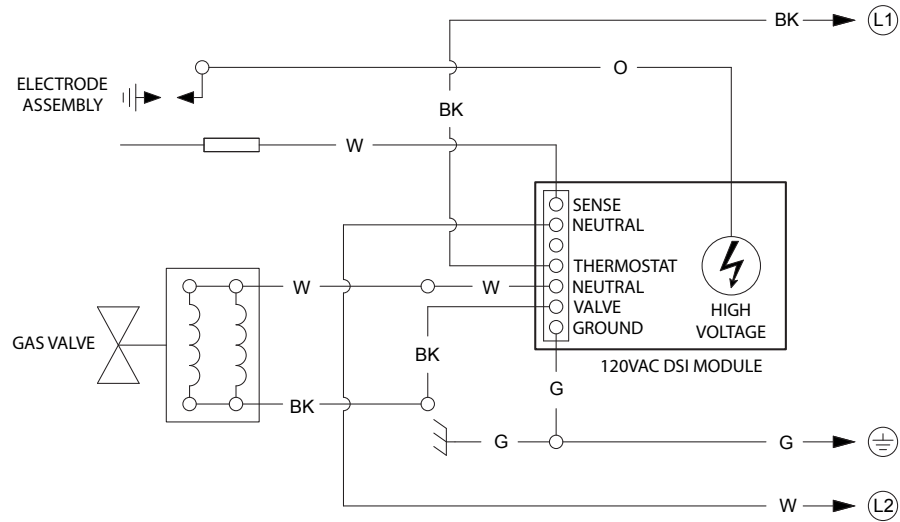 BK
L1
O
ELECTRODE
ASSEMBLY
BK
W
SENSE
NEUTRAL
THERMOSTAT
W
W
NEUTRAL
VALVE
GROUND
HIGH
VOLTAGE
GAS VALVE
BK
120VAC DSI MODULE
G
BK
G
G
W
L2